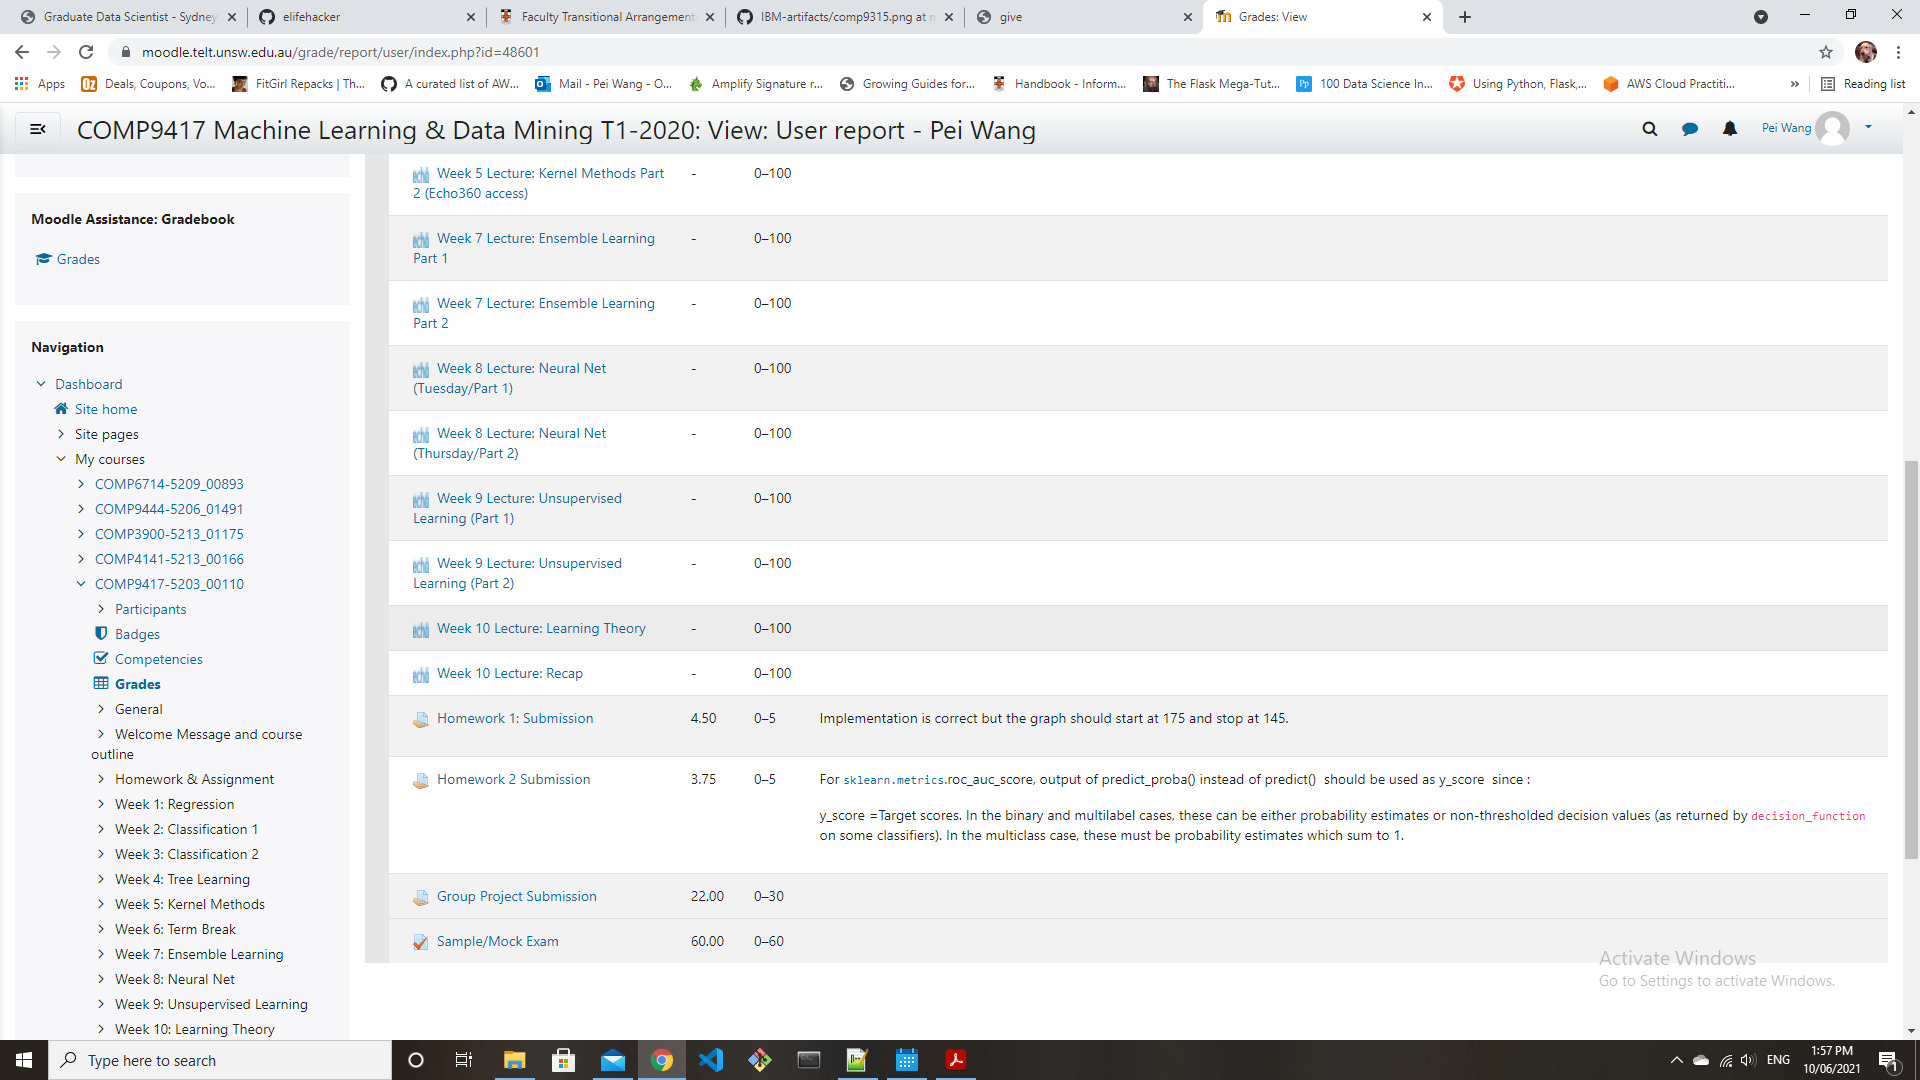 Graduate Data Scientist - Sydney
elifehacker
Faculty Transitional Arrangement
IBM-artifacts/comp9315.png at
give
Grades: View
moodle.telt.unsw.edu.au/grade/report/user/index.php?id=48601
Apps
Deals, Coupons, Vo...
FitGirl Repacks | Th...
A curated list of AW...
Mail - Pei Wang - O...
Amplify Signature r...
Growing Guides for...
Handbook - Inform...
The Flask Mega-Tut...
100 Data Science In...
Using Python, Flask,...
AWS Cloud Practiti...
»
Reading list
COMP9417 Machine Learning & Data Mining T1-2020: View: User report - Pei Wang
Pei Wang
Moodle Assistance: Gradebook
Grades
Navigation
Dashboard
Site home
Site pages
My courses
COMP6714-5209_00893
COMP9444-5206_01491
COMP3900-5213_01175
COMP4141-5213_00166
COMP9417-5203_00110
Participants
Badges
Competencies
Grades
General
Welcome Message and course
outline
Homework & Assignment
Week 1: Regression
Week 2: Classification 1
Week 3: Classification 2
Week 4: Tree Learning
Week 5: Kernel Methods
Week 6: Term Break
Week 7: Ensemble Learning
Week 8: Neural Net
Week 9: Unsupervised Learning
Week 10: Learning Theory
Week 5 Lecture: Kernel Methods Part - 0–100
2 (Echo360 access)
Week 7 Lecture: Ensemble Learning - 0–100
Part 1
Week 7 Lecture: Ensemble Learning - 0–100
Part 2
Week 8 Lecture: Neural Net - 0–100
(Tuesday/Part 1)
Week 8 Lecture: Neural Net - 0–100
(Thursday/Part 2)
Week 9 Lecture: Unsupervised - 0–100
Learning (Part 1)
Week 9 Lecture: Unsupervised - 0–100
Learning (Part 2)
Week 10 Lecture: Learning Theory - 0–100
Week 10 Lecture: Recap - 0–100
Homework 1: Submission 4.50 0–5 Implementation is correct but the graph should start at 175 and stop at 145.
Homework 2 Submission 3.75 0–5 For sklearn.metrics.roc_auc_score, output of predict_proba() instead of predict() should be used as y_score since :
y_score =Target scores. In the binary and multilabel cases, these can be either probability estimates or non-thresholded decision values (as returned by decision_function
on some classifiers). In the multiclass case, these must be probability estimates which sum to 1.
Group Project Submission 22.00 0–30
Sample/Mock Exam 60.00 0–60
Activate Windows
Go to Settings to activate Windows.
Type here to search
ENG
1:57 PM
10/06/2021
1